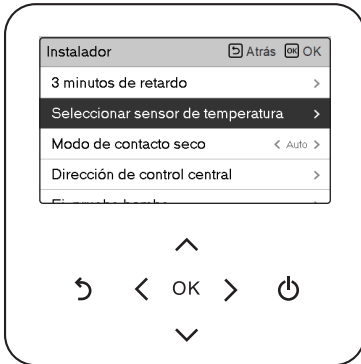 Instalador Atrás OK OK
3 minutos de retardo
Seleccionar sensor de temperatura
Modo de contacto seco < Auto >
Dirección de control central
OK